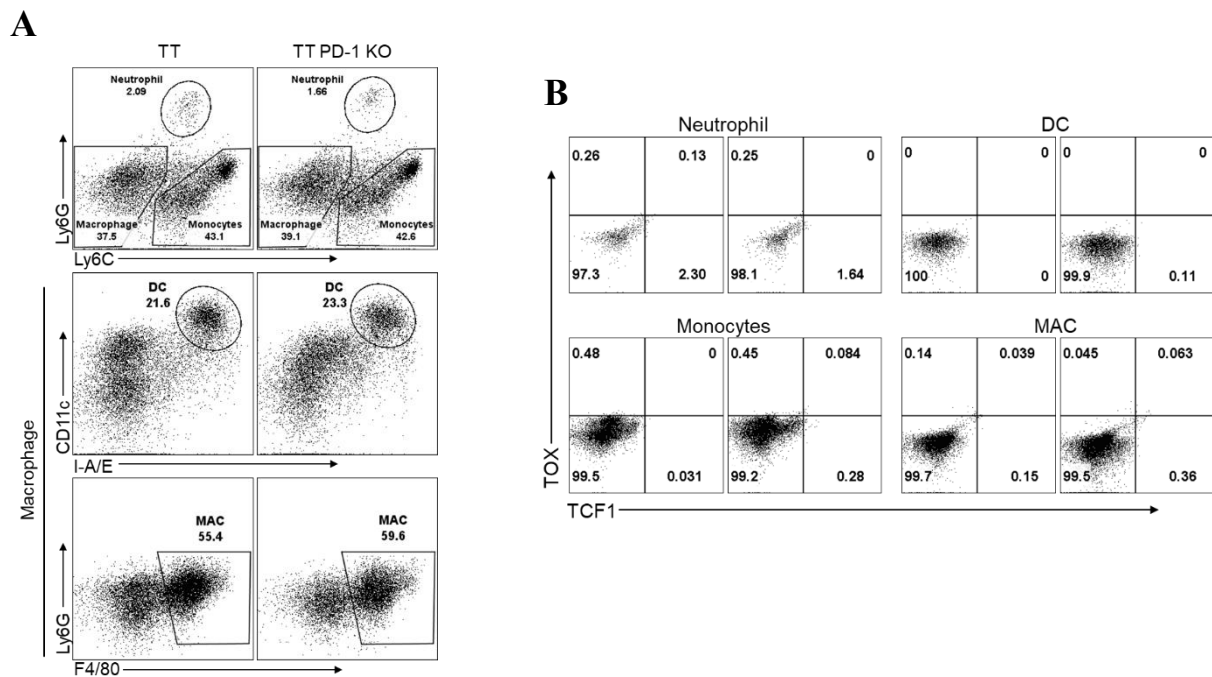 A
TT
TT PD-1 KO
Neutrophil
2.09
Neutrophil
1.66
Macrophage
37.5
Monocytes
43.1
Macrophage
39.1
Monocytes
42.6
Ly6G
Ly6C
Macrophage
DC
21.6
DC
23.3
CD11c
I-A/E
MAC
55.4
MAC
59.6
Ly6G
F4/80
B
Neutrophil
DC
0.26
0.13
0.25
0
0
0
0
0
97.3
2.30
98.1
1.64
100
0
99.9
0.11
Monocytes
MAC
0.48
0
0.45
0.084
0.14
0.039
0.045
0.063
99.5
0.031
99.2
0.28
99.7
0.15
99.5
0.36
TOX
TCF1